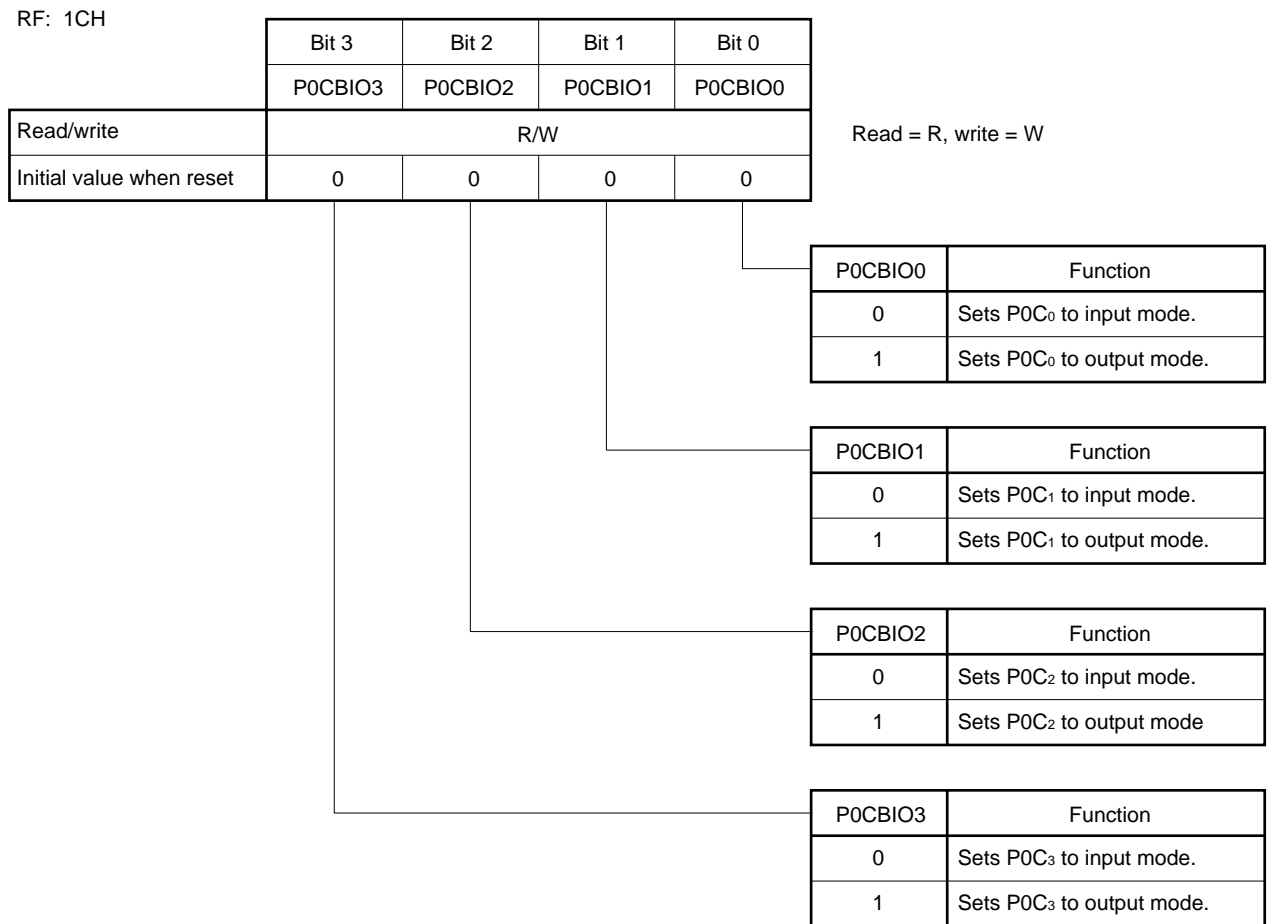 RF: 1CH
Bit 3 Bit 2 Bit 1 Bit 0
P0CBIO3 P0CBIO2 P0CBIO1 P0CBIO0
Read/write R/W Read = R, write = W
Initial value when reset 0 0 0 0
P0CBIO0 Function
0 Sets P0C₀ to input mode.
1 Sets P0C₀ to output mode.
P0CBIO1 Function
0 Sets P0C₁ to input mode.
1 Sets P0C₁ to output mode.
P0CBIO2 Function
0 Sets P0C₂ to input mode.
1 Sets P0C₂ to output mode
P0CBIO3 Function
0 Sets P0C₃ to input mode.
1 Sets P0C₃ to output mode.